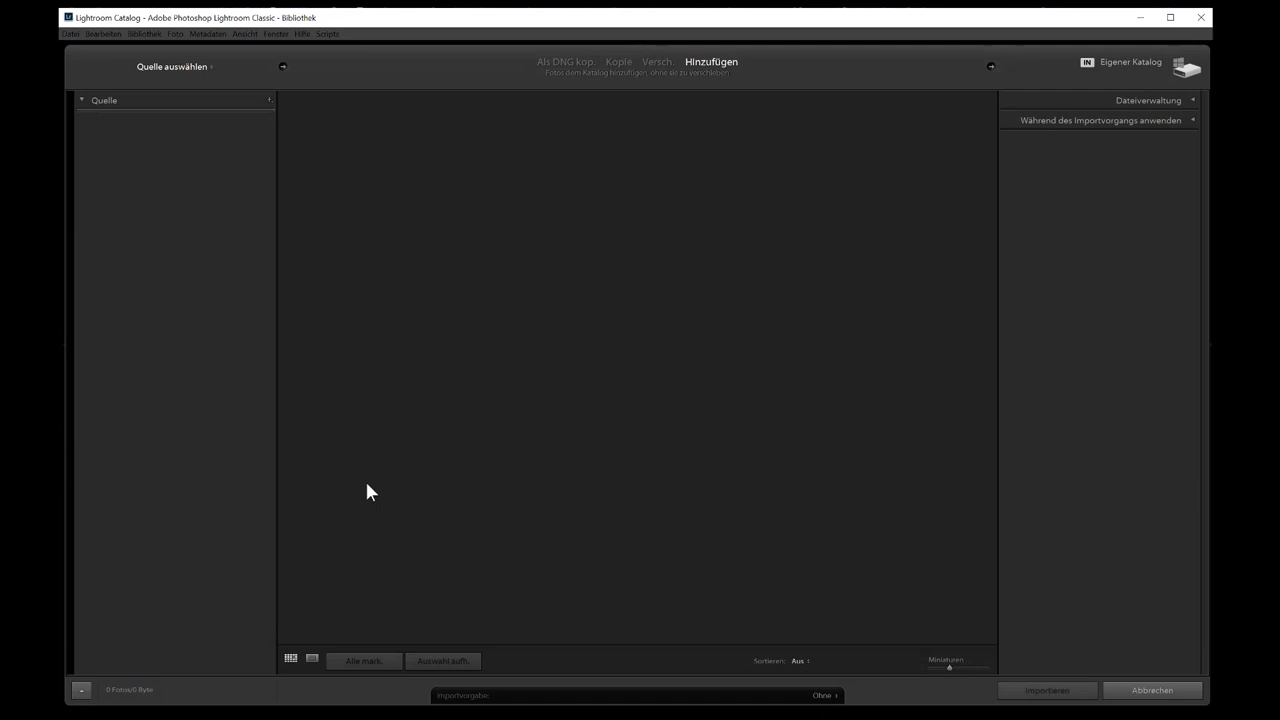 Lightroom Catalog - Adobe Photoshop Lightroom Classic - Bibliothek
Datei Bearbeiten Bibliothek Foto Metadaten Ansicht Fenster Hilfe Scripts
Quelle auswählen
Als DNG kop. Kopie Versch. Hinzufügen
Fotos dem Katalog hinzufügen, ohne sie zu verschieben
IN Eigener Katalog
Quelle
Dateiverwaltung
Während des Importvorgangs anwenden
Alle mark. Auswahl aufh. Sortieren: Aus Miniaturen
0 Fotos/0 Byte
Importvorgabe: Ohne
Importieren Abbrechen